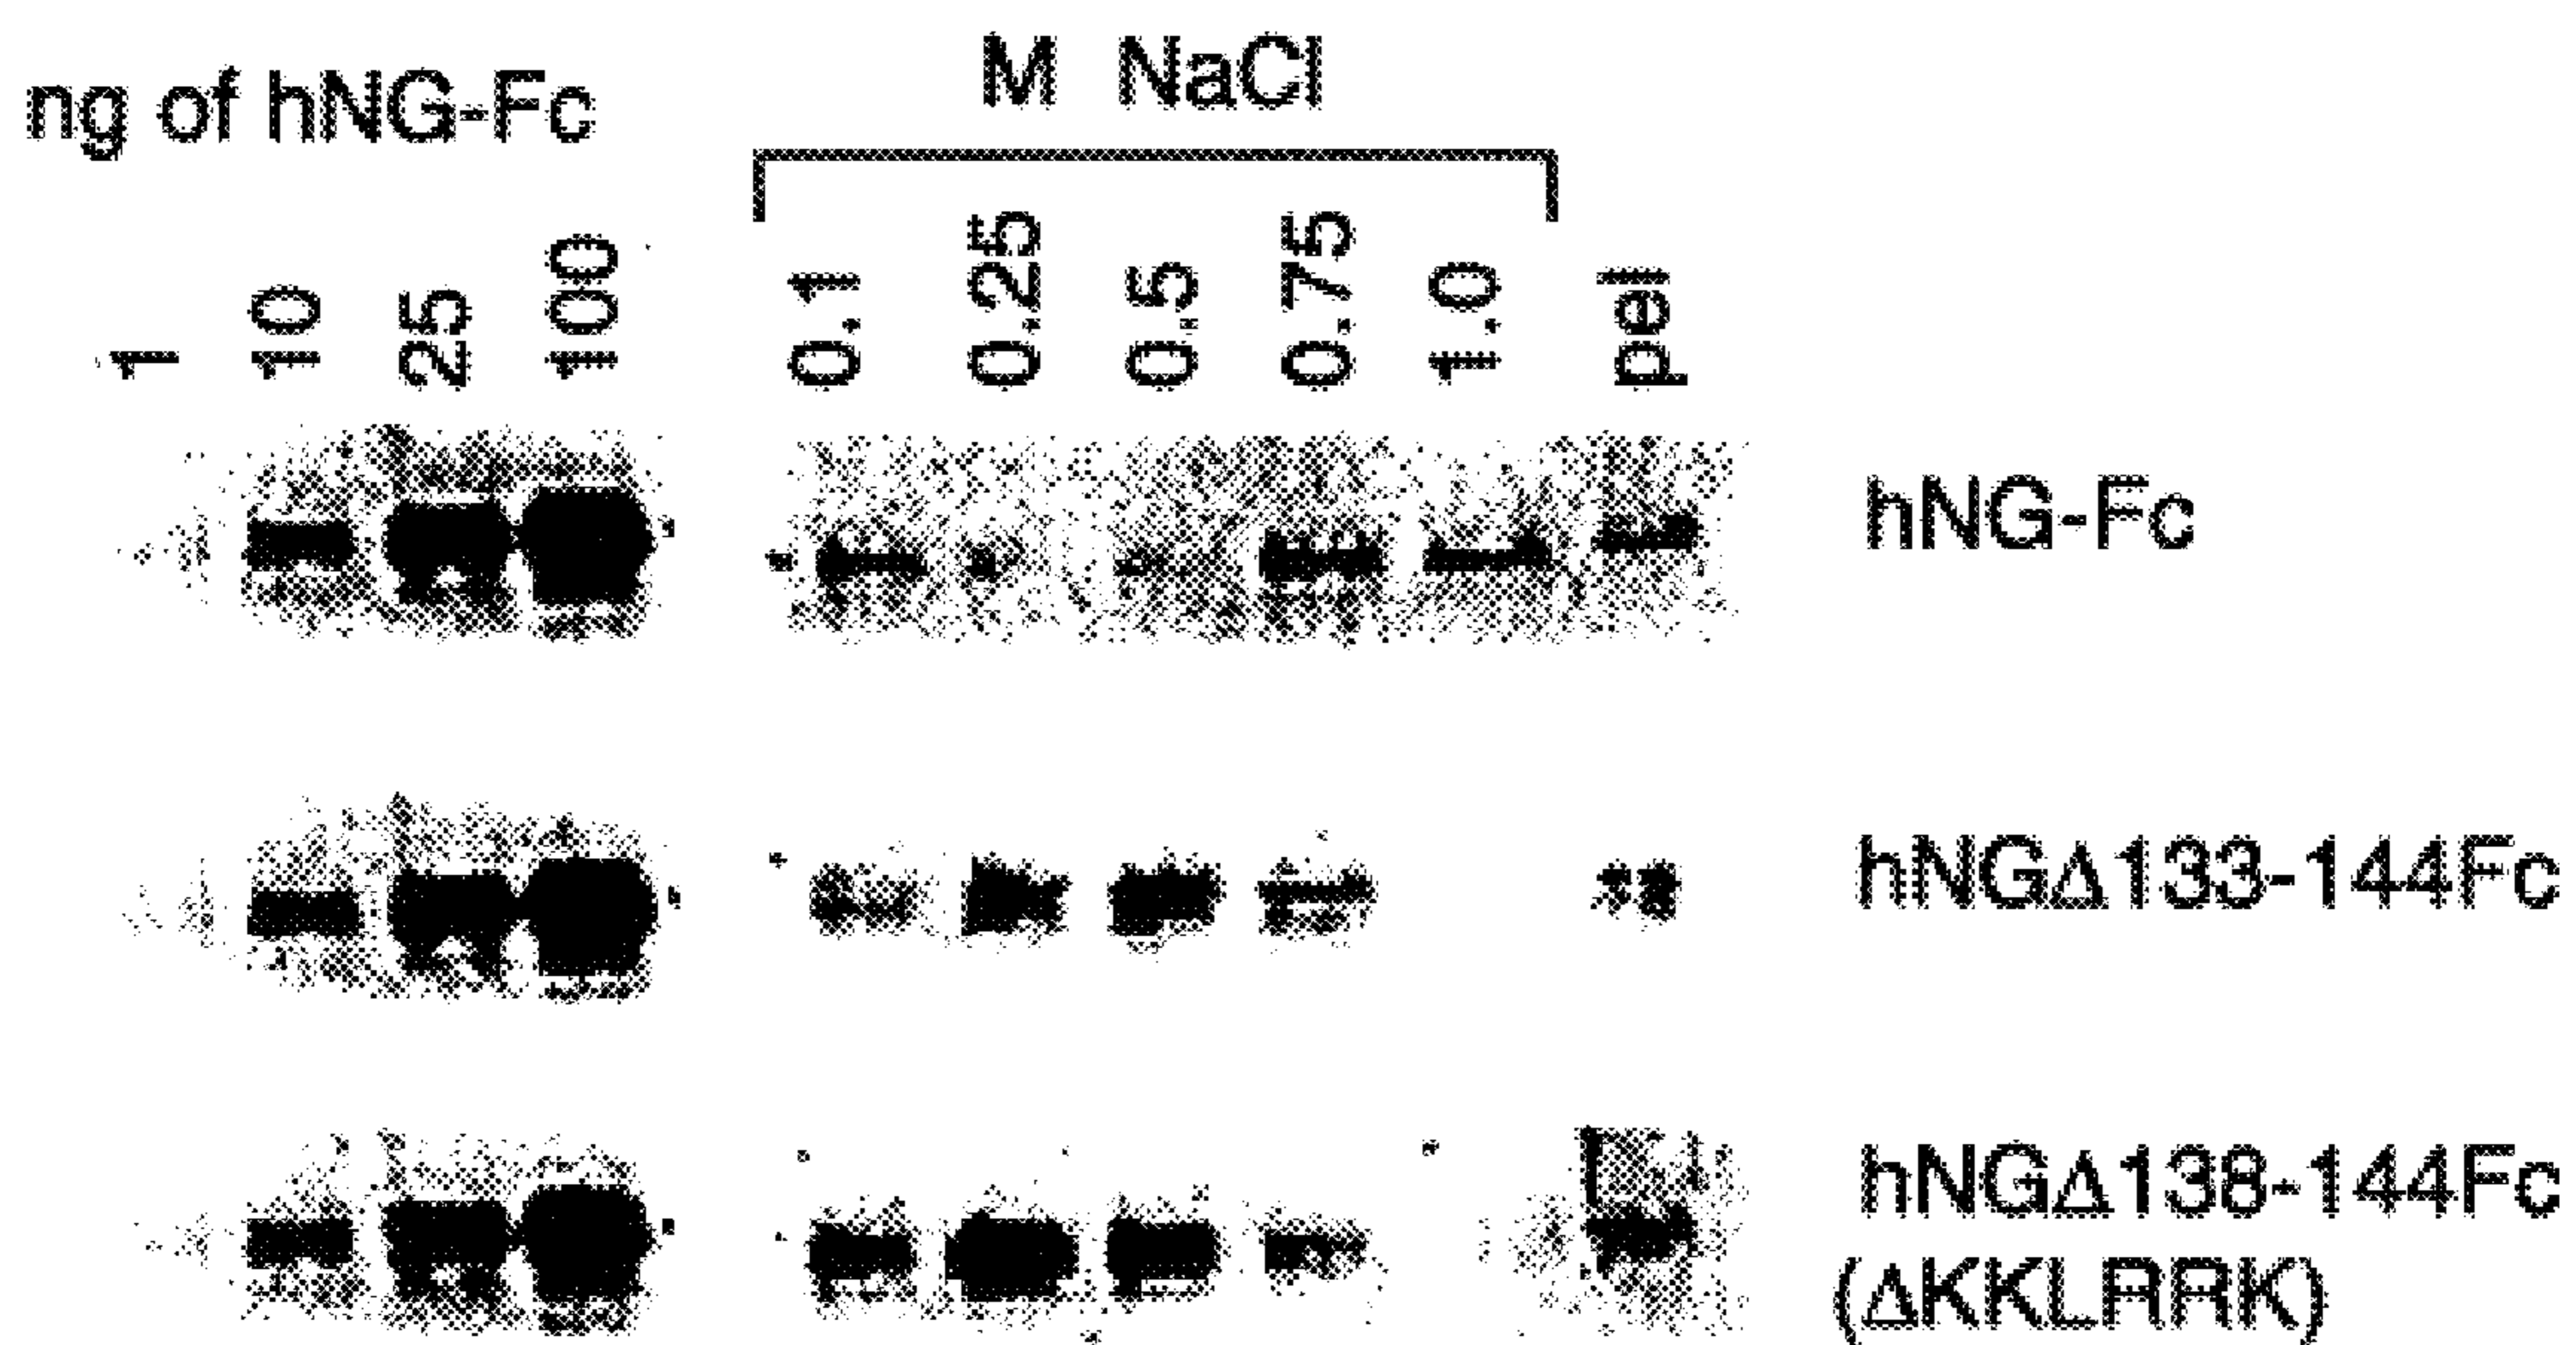 ng of hNG-Fc
M NaCl
1 10 25 100 0.1 0.25 0.5 0.75 1.0 pel
hNG-Fc
hNGΔ133-144Fc
hNGΔ138-144Fc
(ΔKKLRRK)